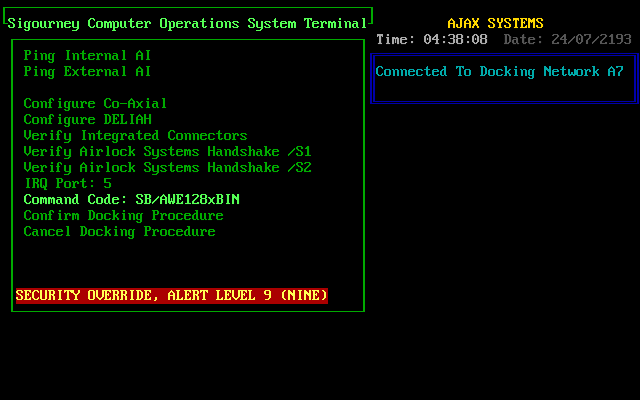 Sigourney Computer Operations System Terminal
AJAX SYSTEMS
Time: 04:38:08 Date: 24/07/2193
Ping Internal AI
Ping External AI
Connected To Docking Network A7
Configure Co-Axial
Configure DELIAH
Verify Integrated Connectors
Verify Airlock Systems Handshake /S1
Verify Airlock Systems Handshake /S2
IRQ Port: 5
Command Code: SB/AWE128xBIN
Confirm Docking Procedure
Cancel Docking Procedure
SECURITY OVERRIDE, ALERT LEVEL 9 (NINE)